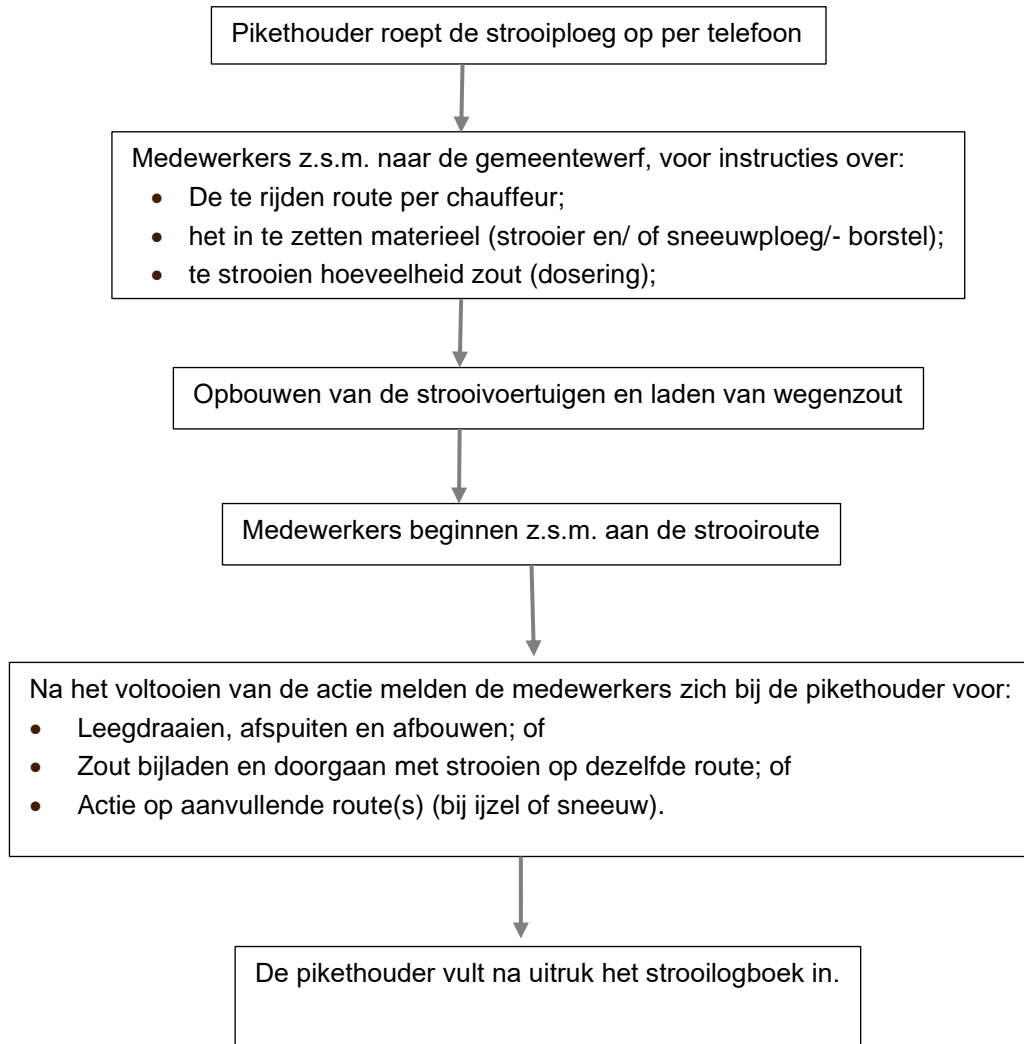 Pikethouder roept de strooiploeg op per telefoon
Medewerkers z.s.m. naar de gemeentewerf, voor instructies over:
• De te rijden route per chauffeur;
• het in te zetten materieel (strooier en/ of sneeuwploeg/- borstel);
• te strooien hoeveelheid zout (dosering);
Opbouwen van de strooivoertuigen en laden van wegenzout
Medewerkers beginnen z.s.m. aan de strooiroute
Na het voltooien van de actie melden de medewerkers zich bij de pikethouder voor:
• Leegdraaien, afspuiten en afbouwen; of
• Zout bijladen en doorgaan met strooien op dezelfde route; of
• Actie op aanvullende route(s) (bij ijzel of sneeuw).
De pikethouder vult na uitruk het strooilogboek in.